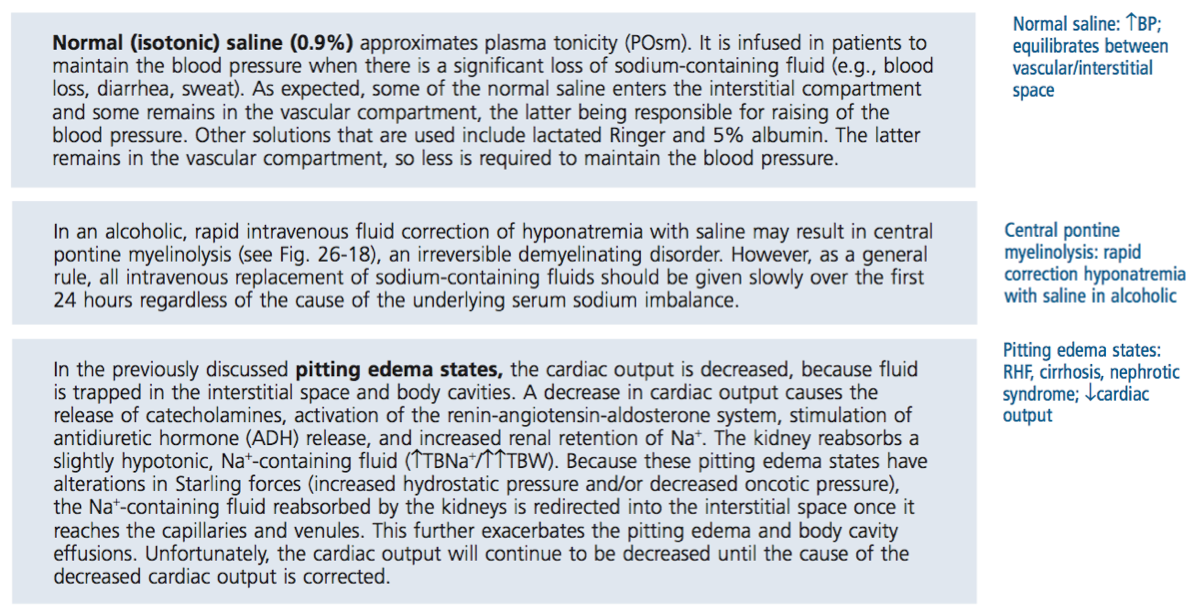 Normal (isotonic) saline (0.9%) approximates plasma tonicity (POsm). It is infused in patients to
maintain the blood pressure when there is a significant loss of sodium-containing fluid (e.g., blood
loss, diarrhea, sweat). As expected, some of the normal saline enters the interstitial compartment
and some remains in the vascular compartment, the latter being responsible for raising of the
blood pressure. Other solutions that are used include lactated Ringer and 5% albumin. The latter
remains in the vascular compartment, so less is required to maintain the blood pressure.
Normal saline: ↑BP;
equilibrates between
vascular/interstitial
space
In an alcoholic, rapid intravenous fluid correction of hyponatremia with saline may result in central
pontine myelinolysis (see Fig. 26-18), an irreversible demyelinating disorder. However, as a general
rule, all intravenous replacement of sodium-containing fluids should be given slowly over the first
24 hours regardless of the cause of the underlying serum sodium imbalance.
Central pontine
myelinolysis: rapid
correction hyponatremia
with saline in alcoholic
In the previously discussed pitting edema states, the cardiac output is decreased, because fluid
is trapped in the interstitial space and body cavities. A decrease in cardiac output causes the
release of catecholamines, activation of the renin-angiotensin-aldosterone system, stimulation of
antidiuretic hormone (ADH) release, and increased renal retention of Na⁺. The kidney reabsorbs a
slightly hypotonic, Na⁺-containing fluid (↑TBNa⁺/↑↑TBW). Because these pitting edema states have
alterations in Starling forces (increased hydrostatic pressure and/or decreased oncotic pressure),
the Na⁺-containing fluid reabsorbed by the kidneys is redirected into the interstitial space once it
reaches the capillaries and venules. This further exacerbates the pitting edema and body cavity
effusions. Unfortunately, the cardiac output will continue to be decreased until the cause of the
decreased cardiac output is corrected.
Pitting edema states:
RHF, cirrhosis, nephrotic
syndrome; ↓cardiac
output